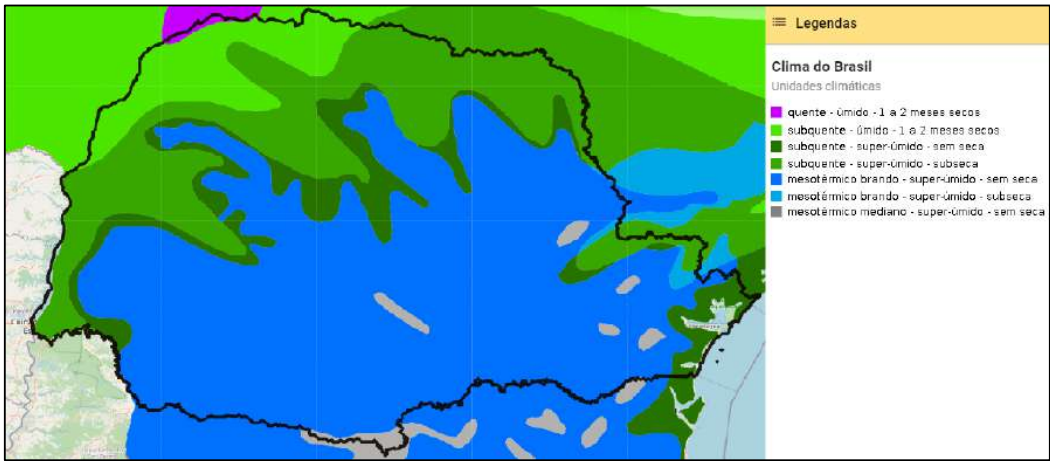 Legendas
Clima do Brasil
Unidades climáticas
quente - úmido - 1 a 2 meses secos
subquente - úmido - 1 a 2 meses secos
subquente - super-úmido - sem seca
subquente - super-úmido - subseca
mesotérmico brando - super-úmido - sem seca
mesotérmico brando - super-úmido - subseca
mesotérmico mediano - super-úmido - sem seca